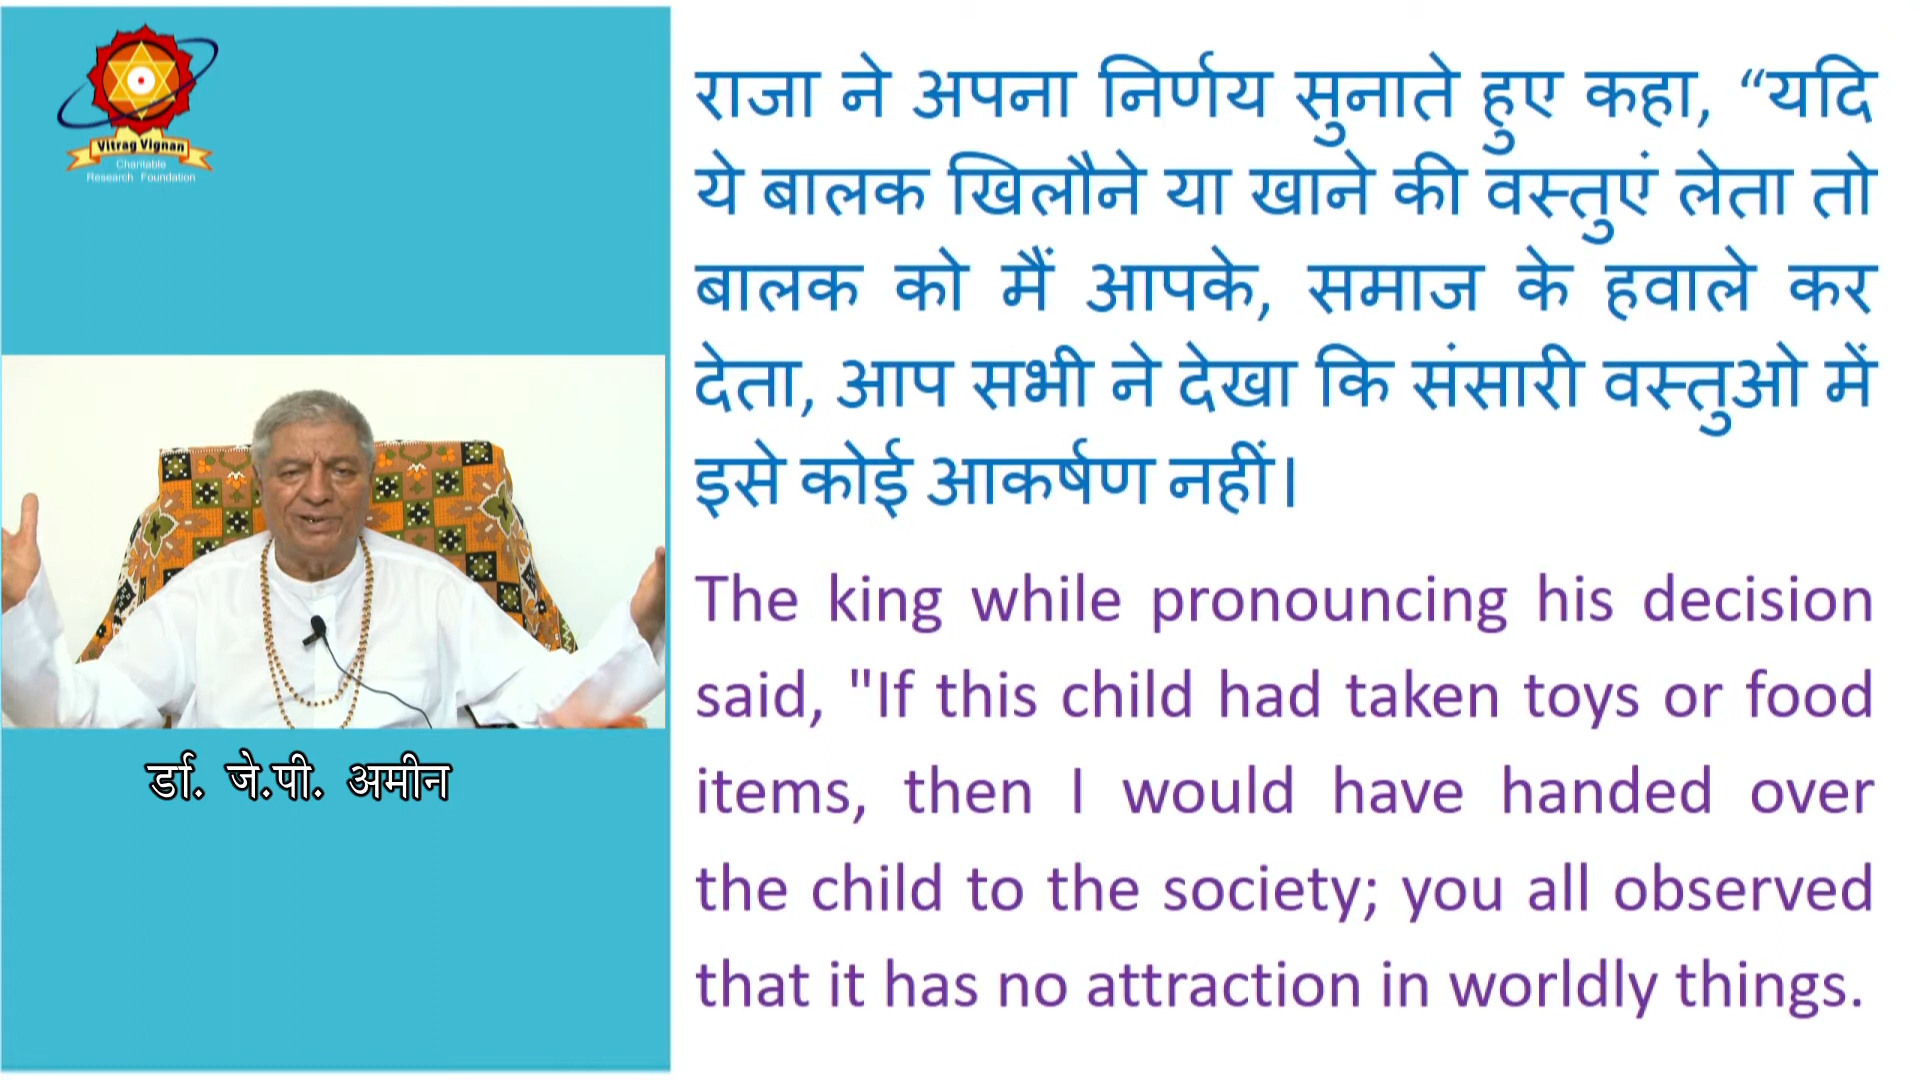 Vitrag Vignan
Charitable
Research Foundation
डॉ. जे.पी. अमीन
राजा ने अपना निर्णय सुनाते हुए कहा, “यदि
ये बालक खिलौने या खाने की वस्तुएं लेता तो
बालक को मैं आपके, समाज के हवाले कर
देता, आप सभी ने देखा कि संसारी वस्तुओ में
इसे कोई आकर्षण नहीं।
The king while pronouncing his decision
said, "If this child had taken toys or food
items, then I would have handed over
the child to the society; you all observed
that it has no attraction in worldly things.